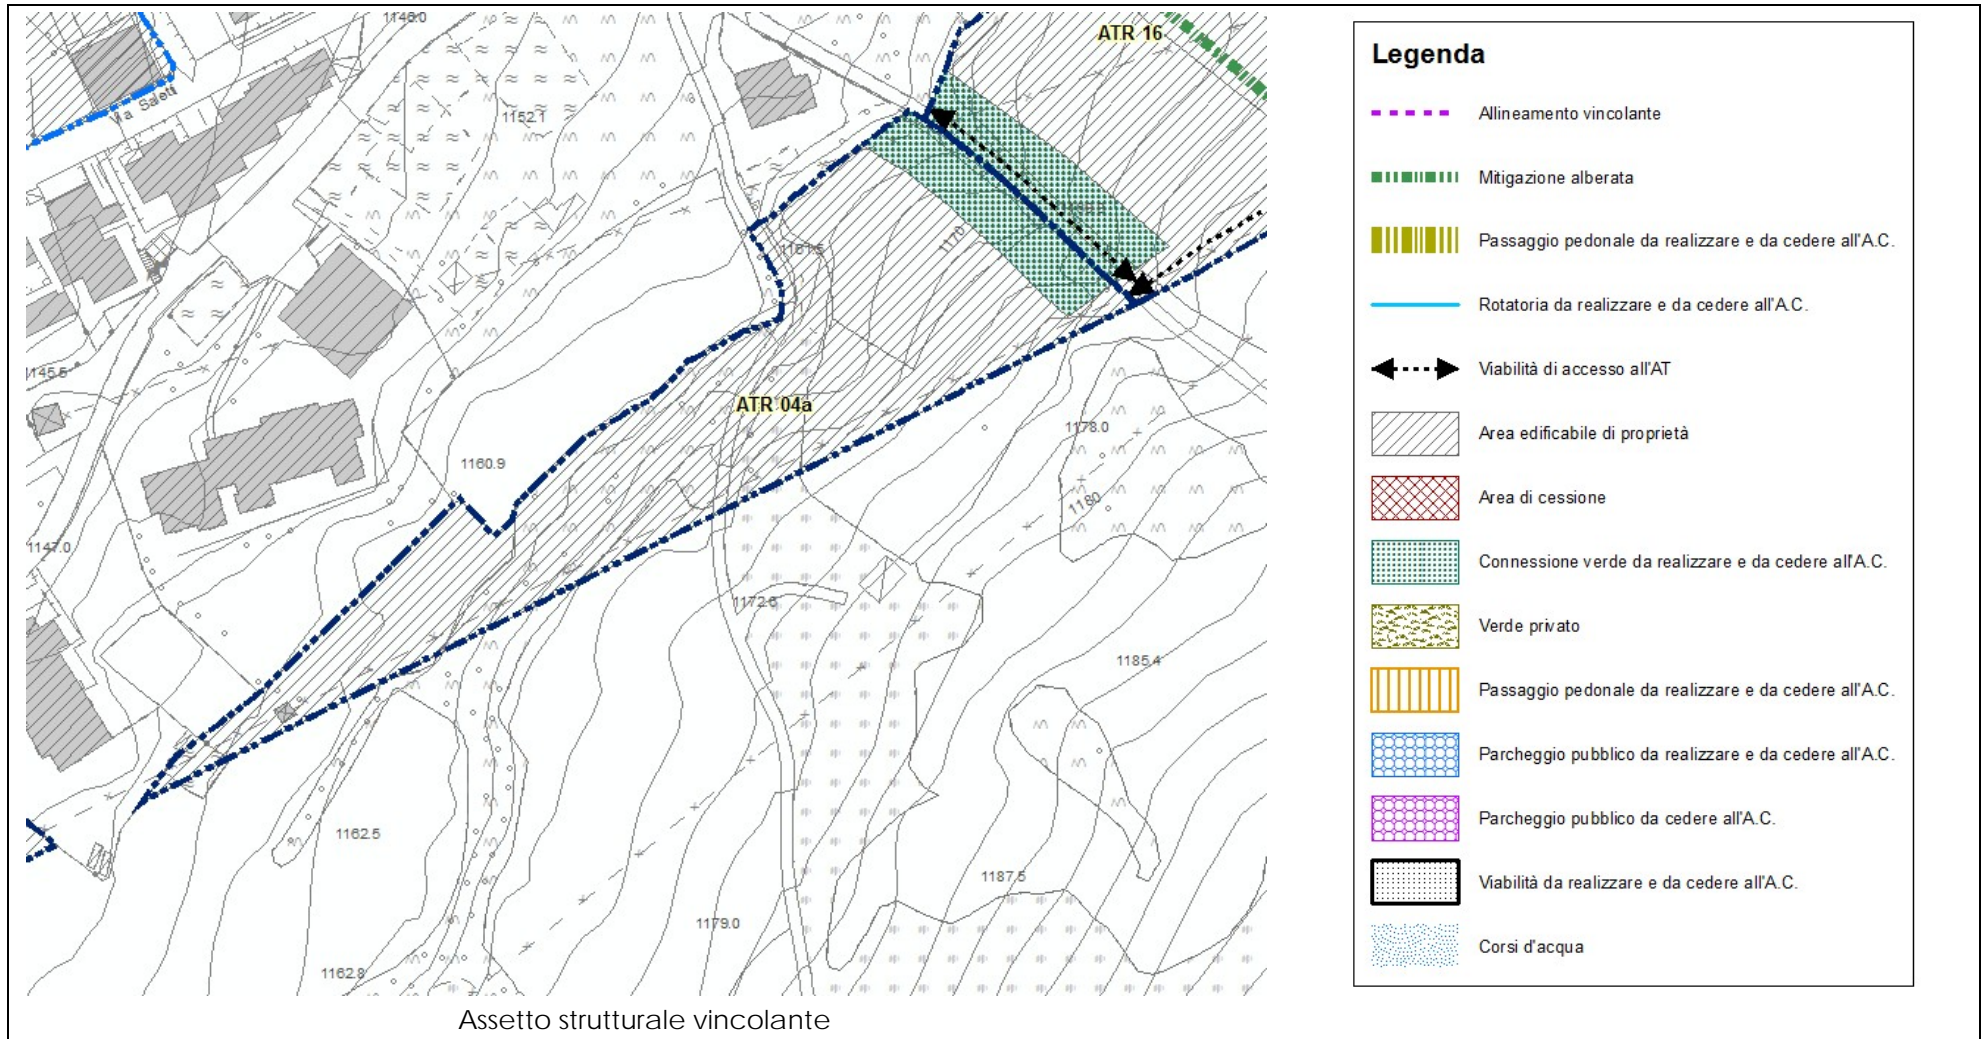 1146.0
ATR 16
Via Saletti
1152.1
1169.3
1170
1161.5
1145.5
ATR 04a
1178.0
1160.9
1180
1147.0
1172.6
1185.4
1162.5
1187.5
1179.0
1162.8
Assetto strutturale vincolante
Legenda
Allineamento vincolante
Mitigazione alberata
Passaggio pedonale da realizzare e da cedere all'A.C.
Rotatoria da realizzare e da cedere all'A.C.
Viabilità di accesso all'AT
Area edificabile di proprietà
Area di cessione
Connessione verde da realizzare e da cedere all'A.C.
Verde privato
Passaggio pedonale da realizzare e da cedere all'A.C.
Parcheggio pubblico da realizzare e da cedere all'A.C.
Parcheggio pubblico da cedere all'A.C.
Viabilità da realizzare e da cedere all'A.C.
Corsi d'acqua